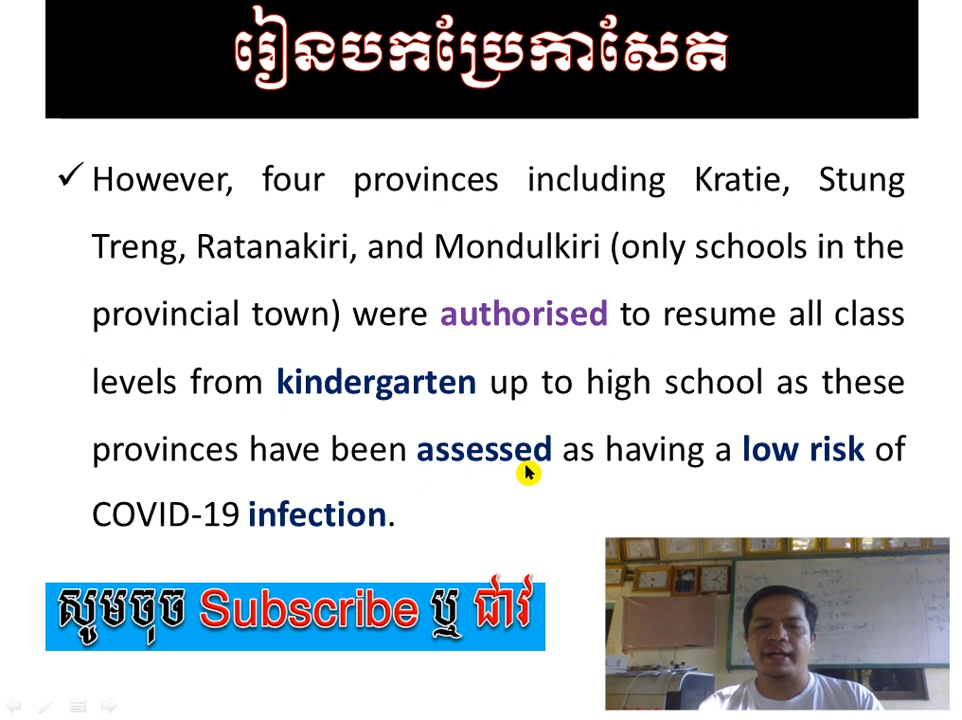 រៀនបកប្រែកាសែត
✓ However, four provinces including Kratie, Stung
Treng, Ratanakiri, and Mondulkiri (only schools in the
provincial town) were authorised to resume all class
levels from kindergarten up to high school as these
provinces have been assessed as having a low risk of
COVID-19 infection.
សូមចុច Subscribe ឬ ជាវ